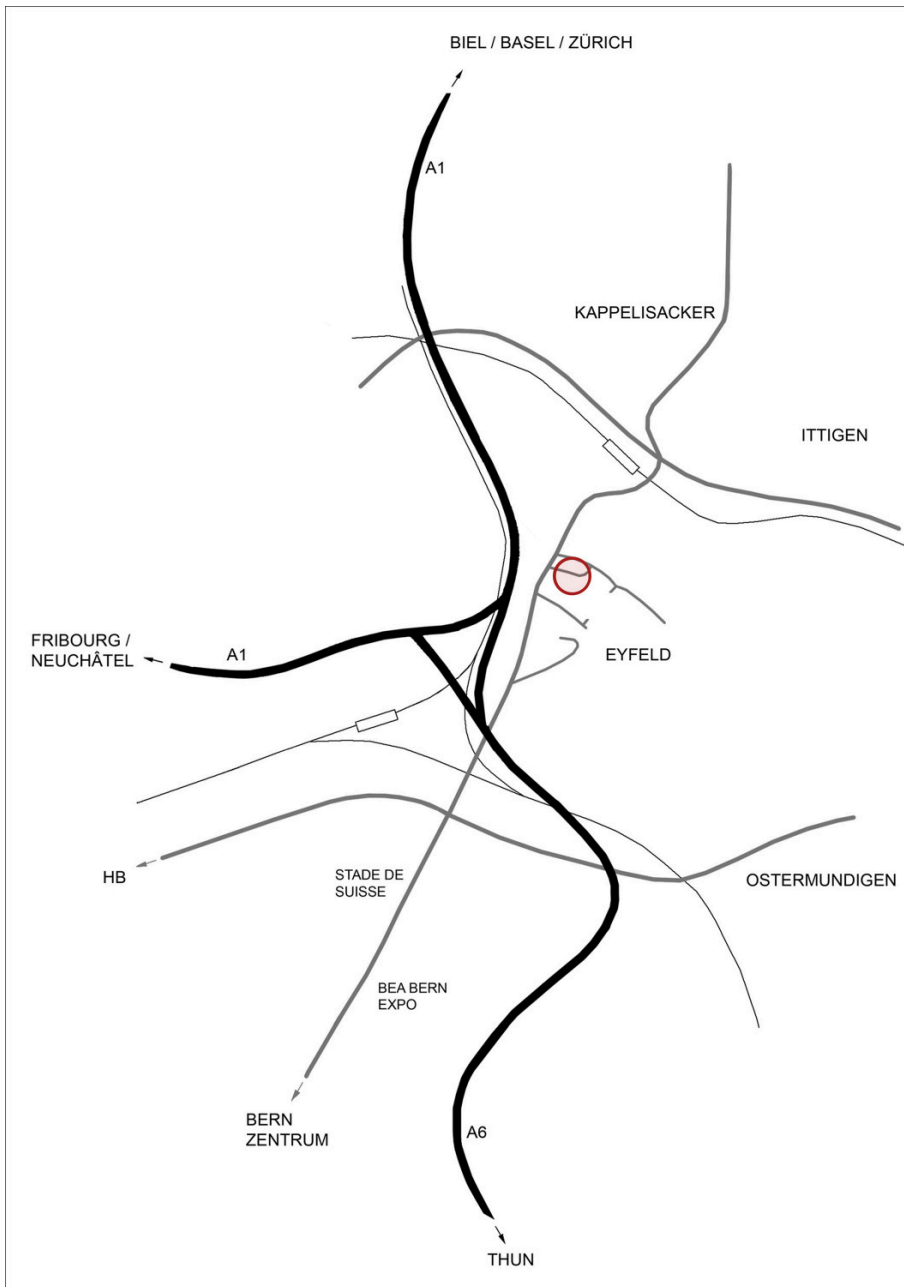 BIEL / BASEL / ZÜRICH
A1
KAPPELISACKER
ITTIGEN
FRIBOURG /
NEUCHÂTEL
A1
EYFELD
HB
STADE DE
SUISSE
OSTERMUNDIGEN
BEA BERN
EXPO
BERN
ZENTRUM
A6
THUN